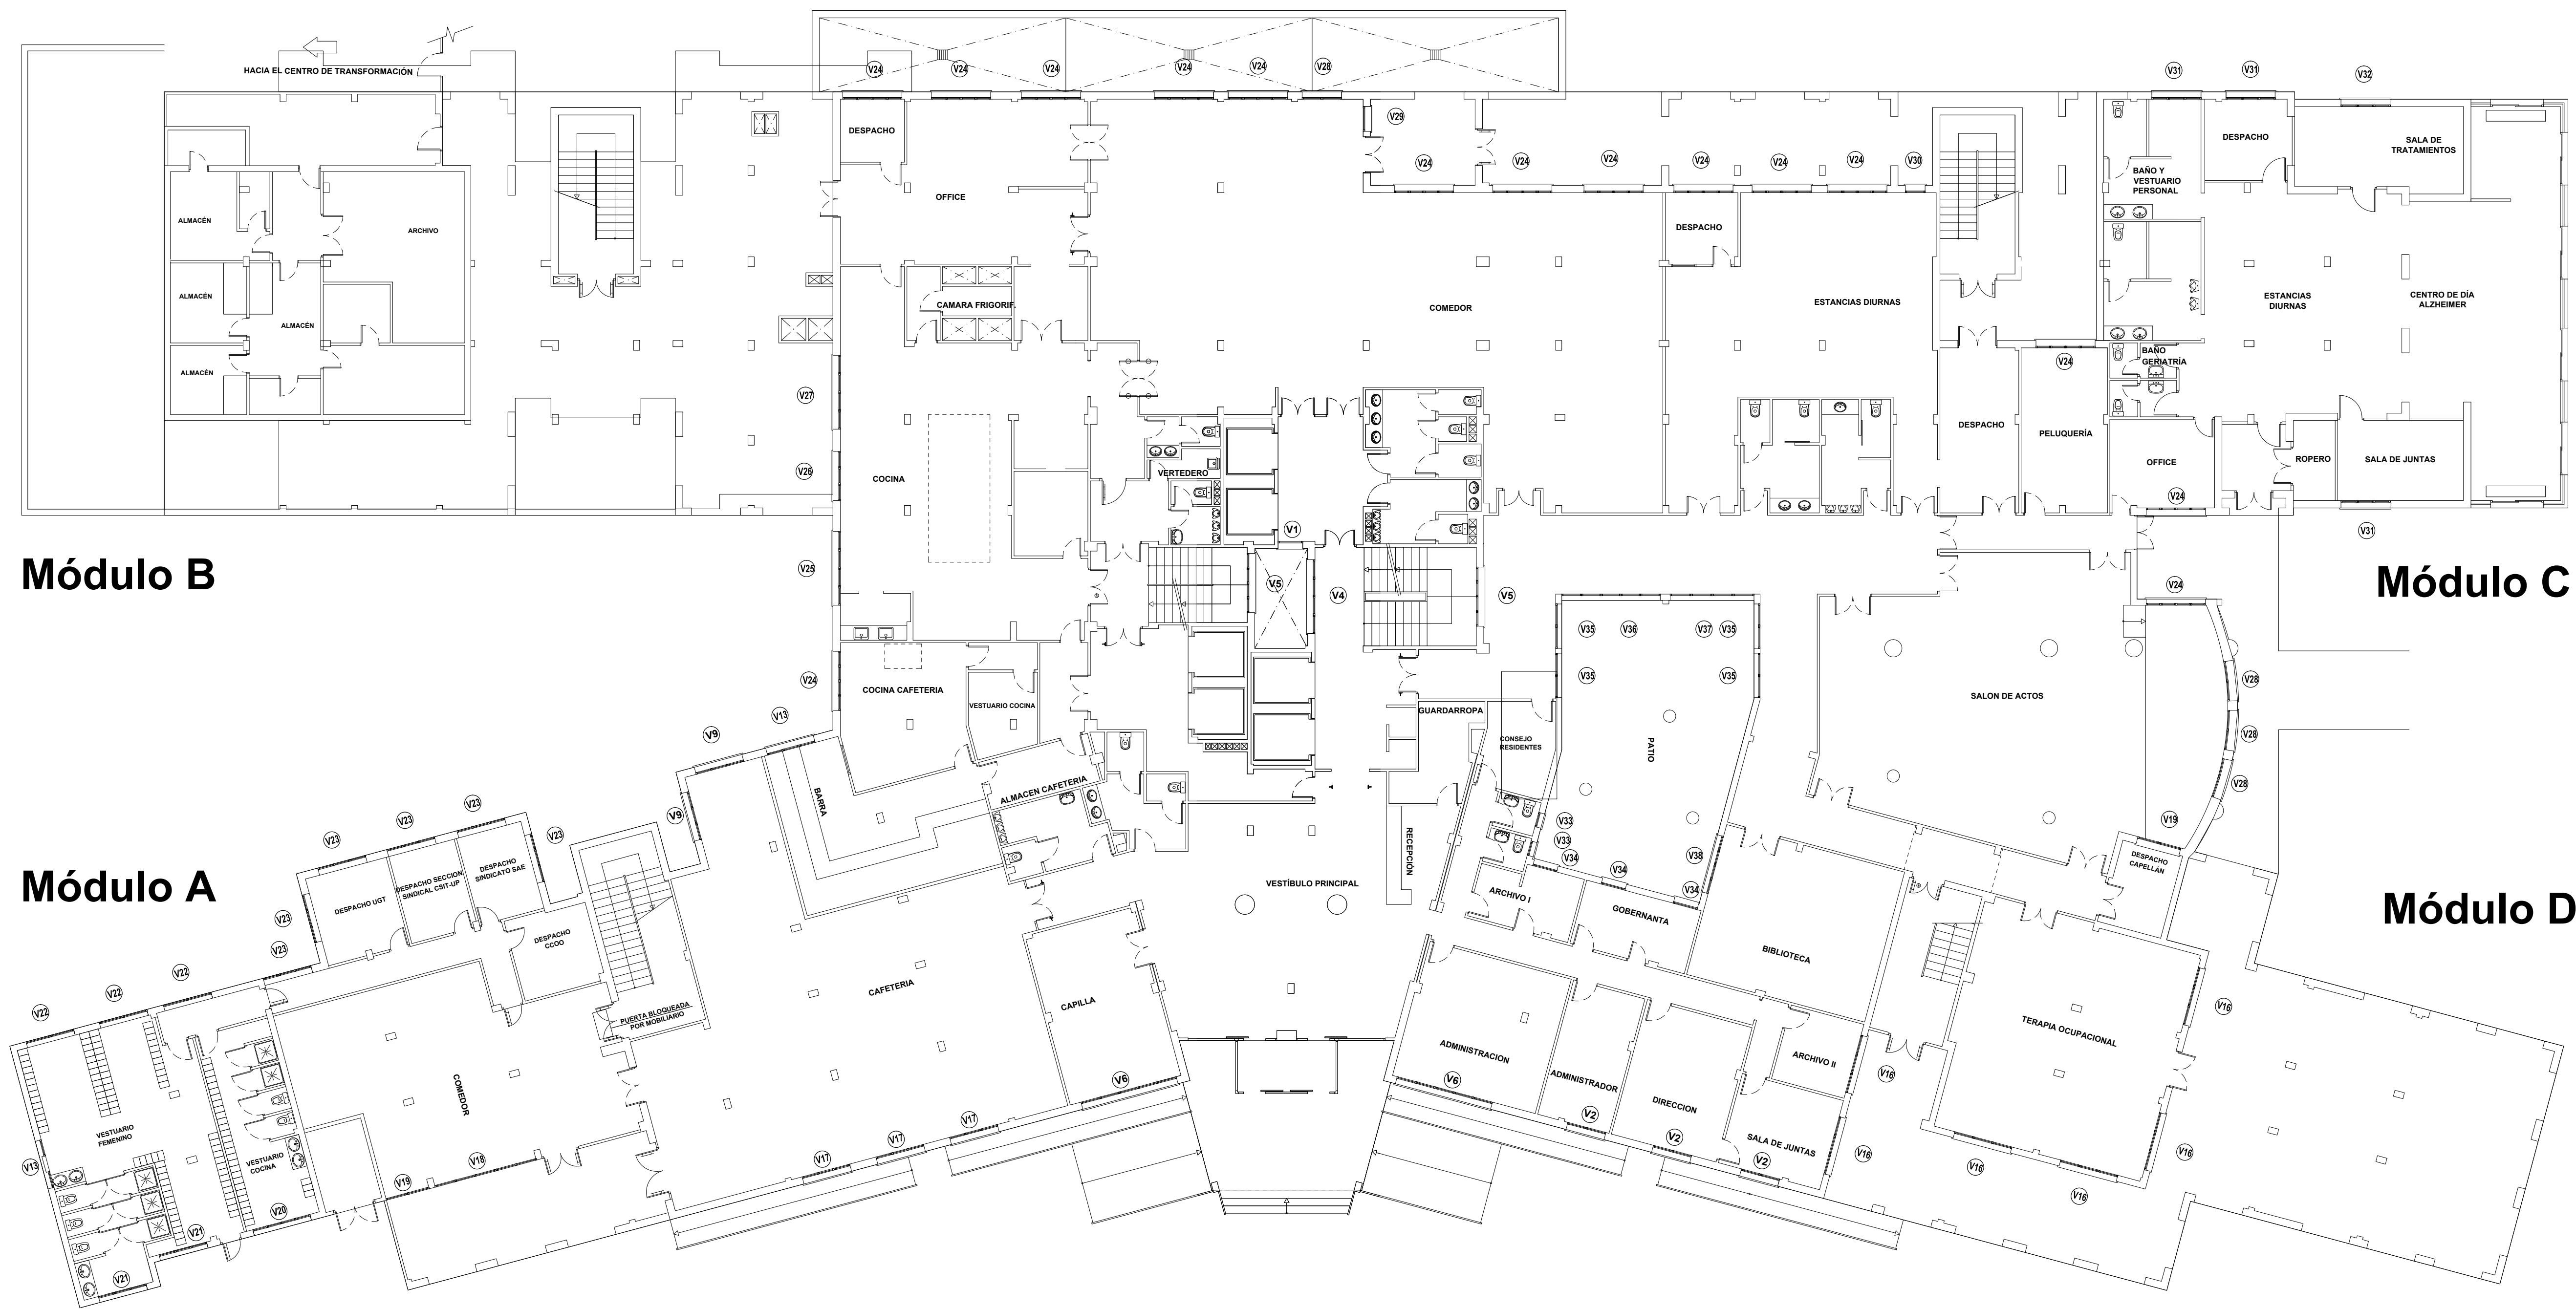 HACIA EL CENTRO DE TRANSFORMACIÓN
V24
V24
V24
V24
V24
V28
V31
V31
V32
V29
DESPACHO
DESPACHO
SALA DE
TRATAMIENTOS
V24
V24
V24
V24
V24
V24
V30
BAÑO Y
VESTUARIO
PERSONAL
ALMACÉN
ARCHIVO
OFFICE
DESPACHO
ALMACÉN
ALMACÉN
ALMACÉN
CAMARA FRIGORIF.
COMEDOR
ESTANCIAS DIURNAS
ESTANCIAS
DIURNAS
CENTRO DE DÍA
ALZHEIMER
V24
BAÑO
GERIATRÍA
V27
DESPACHO
PELUQUERÍA
OFFICE
ROPERO
SALA DE JUNTAS
V26
COCINA
VERTEDERO
V24
V1
V31
Módulo B
V25
V5
V4
V5
Módulo C
V24
V35
V36
V37
V35
V24
COCINA CAFETERIA
VESTUARIO COCINA
V35
V35
SALON DE ACTOS
V28
V13
V9
GUARDARROPA
CONSEJO
RESIDENTES
PATIO
V28
BARRA
ALMACEN CAFETERIA
V28
V9
V23
V23
V23
V23
RECEPCIÓN
V33
V33
V34
V38
V19
Módulo A
DESPACHO UGT
DESPACHO SECCION
SINDICAL CSIT-UP
DESPACHO
SINDICATO SAE
VESTÍBULO PRINCIPAL
V34
V34
DESPACHO
CAPELLÁN
Módulo D
V23
ARCHIVO I
GOBERNANTA
DESPACHO
CCOO
V23
V22
V22
V22
BIBLIOTECA
CAFETERIA
CAPILLA
PUERTA BLOQUEADA
POR MOBILIARIO
V16
TERAPIA OCUPACIONAL
ADMINISTRACION
ARCHIVO II
V16
COMEDOR
V6
V6
ADMINISTRADOR
DIRECCION
V2
V17
V17
V17
V2
SALA DE JUNTAS
V2
V16
V16
V16
V16
VESTUARIO
FEMENINO
VESTUARIO
COCINA
V13
V19
V18
V20
V21
V21